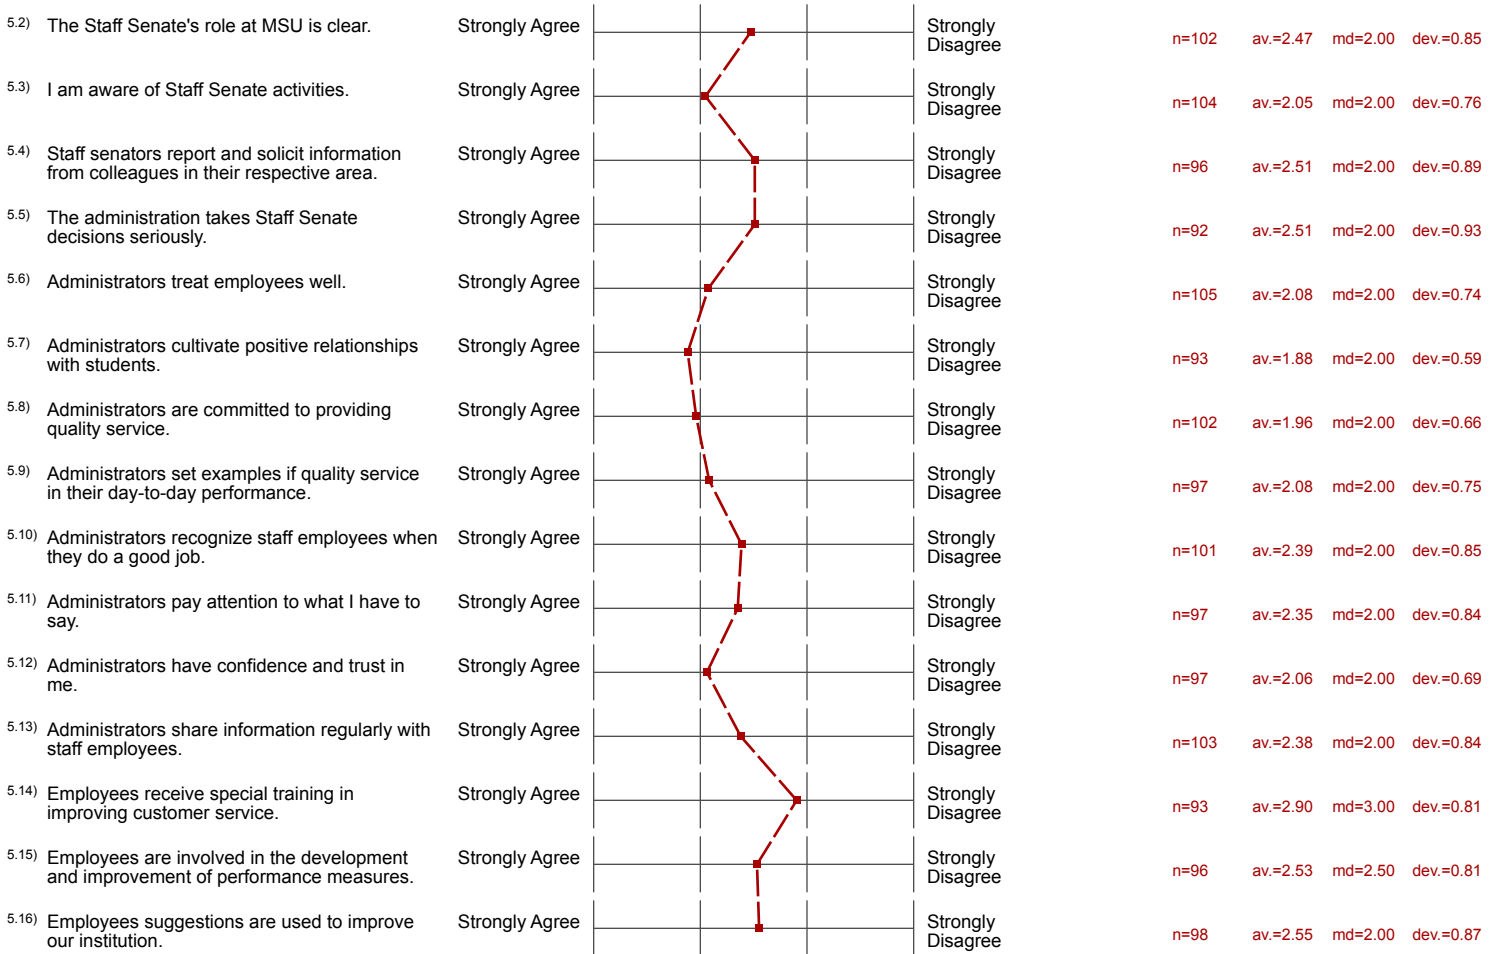 5.2) The Staff Senate's role at MSU is clear. Strongly Agree Strongly Disagree n=102 av.=2.47 md=2.00 dev.=0.85
5.3) I am aware of Staff Senate activities. Strongly Agree Strongly Disagree n=104 av.=2.05 md=2.00 dev.=0.76
5.4) Staff senators report and solicit information
from colleagues in their respective area. Strongly Agree Strongly Disagree n=96 av.=2.51 md=2.00 dev.=0.89
5.5) The administration takes Staff Senate
decisions seriously. Strongly Agree Strongly Disagree n=92 av.=2.51 md=2.00 dev.=0.93
5.6) Administrators treat employees well. Strongly Agree Strongly Disagree n=105 av.=2.08 md=2.00 dev.=0.74
5.7) Administrators cultivate positive relationships
with students. Strongly Agree Strongly Disagree n=93 av.=1.88 md=2.00 dev.=0.59
5.8) Administrators are committed to providing
quality service. Strongly Agree Strongly Disagree n=102 av.=1.96 md=2.00 dev.=0.66
5.9) Administrators set examples if quality service
in their day-to-day performance. Strongly Agree Strongly Disagree n=97 av.=2.08 md=2.00 dev.=0.75
5.10) Administrators recognize staff employees when
they do a good job. Strongly Agree Strongly Disagree n=101 av.=2.39 md=2.00 dev.=0.85
5.11) Administrators pay attention to what I have to
say. Strongly Agree Strongly Disagree n=97 av.=2.35 md=2.00 dev.=0.84
5.12) Administrators have confidence and trust in
me. Strongly Agree Strongly Disagree n=97 av.=2.06 md=2.00 dev.=0.69
5.13) Administrators share information regularly with
staff employees. Strongly Agree Strongly Disagree n=103 av.=2.38 md=2.00 dev.=0.84
5.14) Employees receive special training in
improving customer service. Strongly Agree Strongly Disagree n=93 av.=2.90 md=3.00 dev.=0.81
5.15) Employees are involved in the development
and improvement of performance measures. Strongly Agree Strongly Disagree n=96 av.=2.53 md=2.50 dev.=0.81
5.16) Employees suggestions are used to improve
our institution. Strongly Agree Strongly Disagree n=98 av.=2.55 md=2.00 dev.=0.87